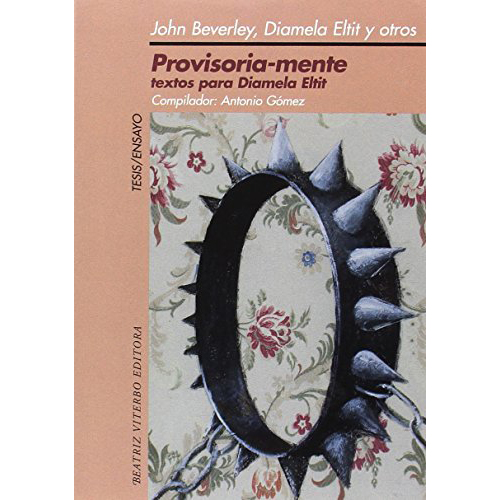 John Beverley, Diamela Eltit y otros
Provisoria-mente
textos para Diamela Eltit
Compilador: Antonio Gómez
TESIS/ENSAYO
BEATRIZ VITERBO EDITORA